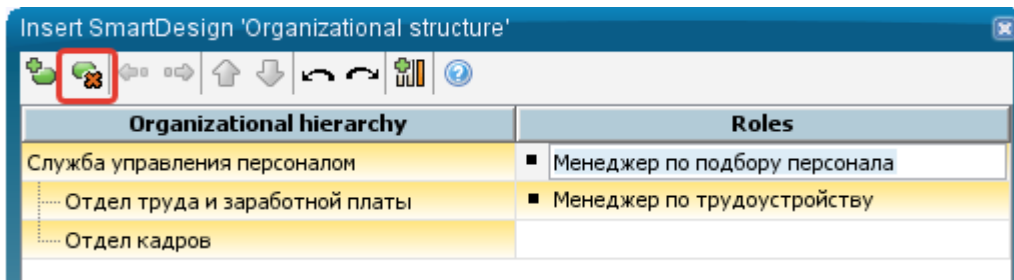 Insert SmartDesign 'Organizational structure'
Organizational hierarchy Roles
Служба управления персоналом Менеджер по подбору персонала
Отдел труда и заработной платы Менеджер по трудоустройству
Отдел кадров